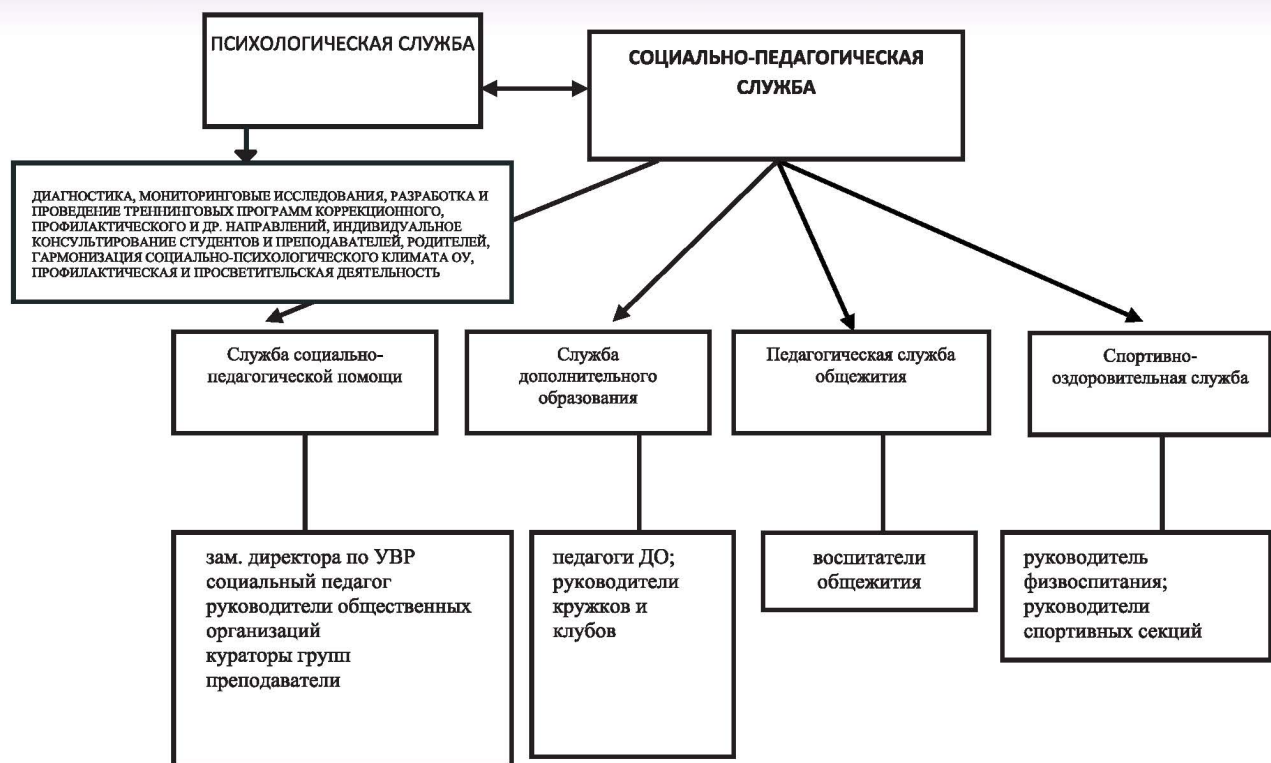 ПСИХОЛОГИЧЕСКАЯ СЛУЖБА
СОЦИАЛЬНО-ПЕДАГОГИЧЕСКАЯ
СЛУЖБА
ДИАГНОСТИКА, МОНИТОРИНГОВЫЕ ИССЛЕДОВАНИЯ, РАЗРАБОТКА И
ПРОВЕДЕНИЕ ТРЕННИНГОВЫХ ПРОГРАММ КОРРЕКЦИОННОГО,
ПРОФИЛАКТИЧЕСКОГО И ДР. НАПРАВЛЕНИЙ, ИНДИВИДУАЛЬНОЕ
КОНСУЛЬТИРОВАНИЕ СТУДЕНТОВ И ПРЕПОДАВАТЕЛЕЙ, РОДИТЕЛЕЙ,
ГАРМОНИЗАЦИЯ СОЦИАЛЬНО-ПСИХОЛОГИЧЕСКОГО КЛИМАТА ОУ,
ПРОФИЛАКТИЧЕСКАЯ И ПРОСВЕТИТЕЛЬСКАЯ ДЕЯТЕЛЬНОСТЬ
Служба социально-
педагогической помощи
Служба
дополнительного
образования
Педагогическая служба
общежития
Спортивно-
оздоровительная служба
зам. директора по УВР
социальный педагог
руководители общественных
организаций
кураторы групп
преподаватели
педагоги ДО;
руководители
кружков и
клубов
воспитатели
общежития
руководитель
физвоспитания;
руководители
спортивных секций